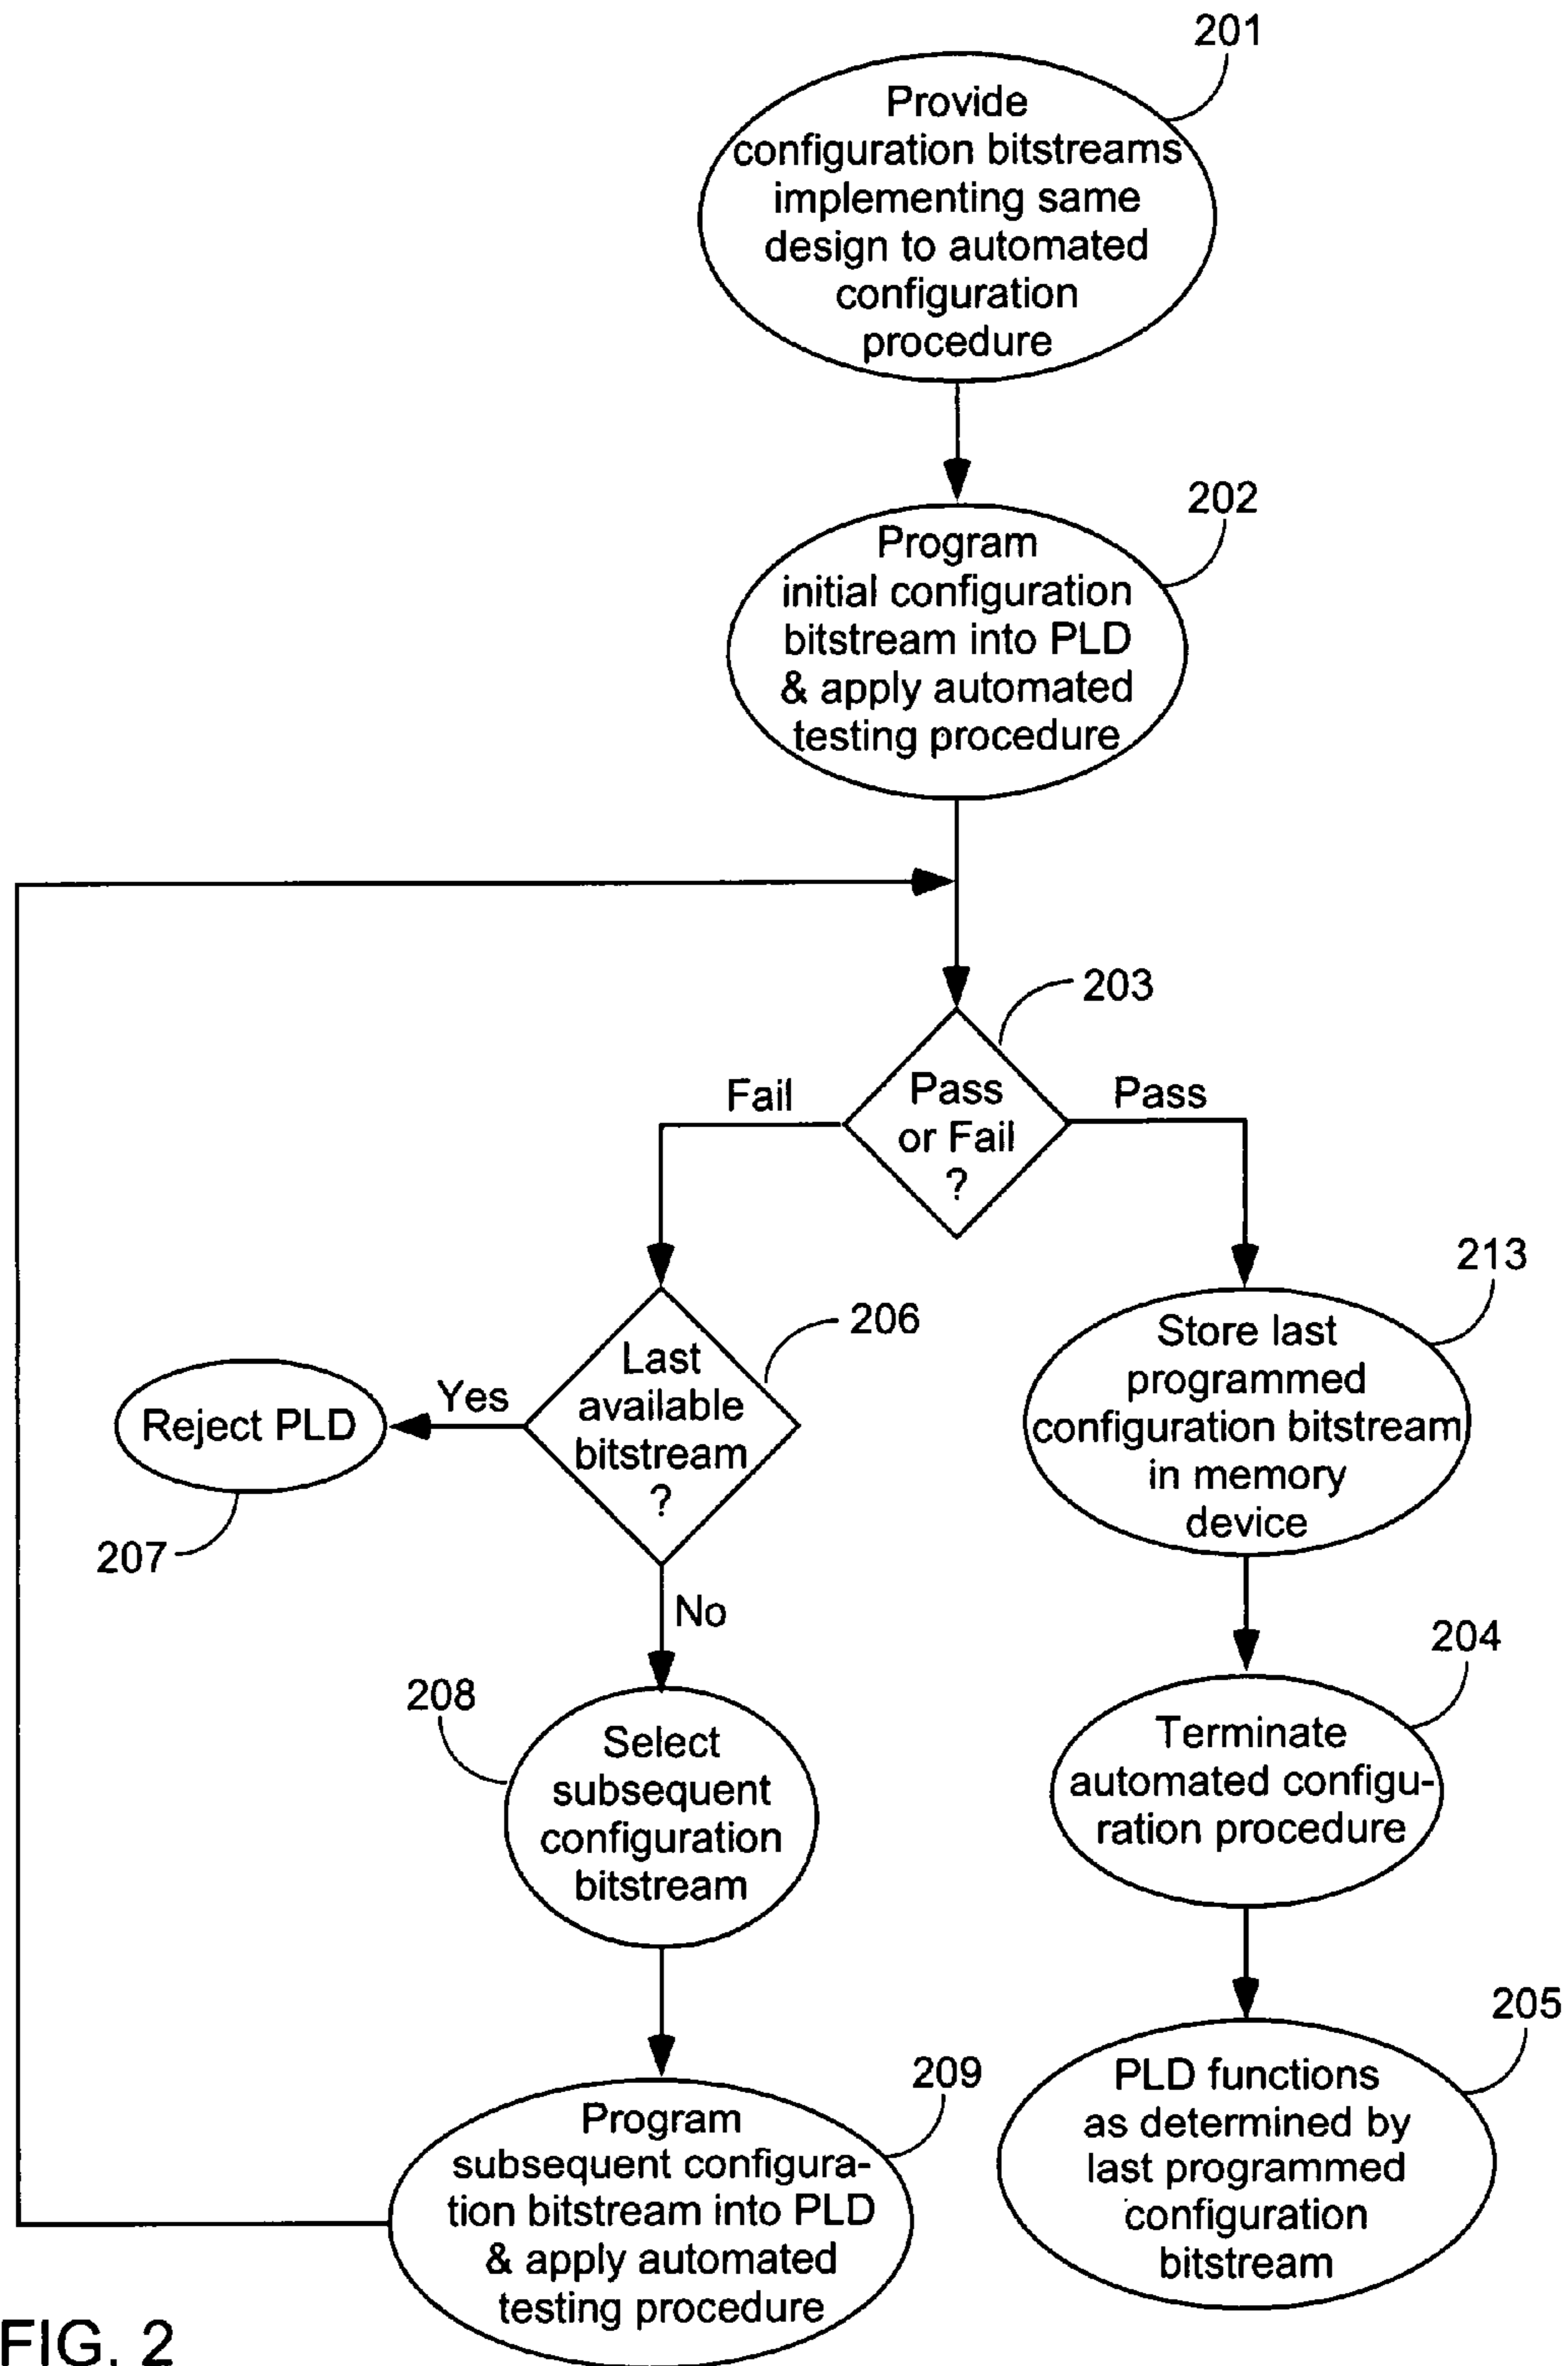 201
Provide
configuration bitstreams
implementing same
design to automated
configuration
procedure
202
Program
initial configuration
bitstream into PLD
& apply automated
testing procedure
203
Pass
or Fail
?
Fail
Pass
206
Last
available
bitstream
?
Yes
Reject PLD
207
No
213
Store last
programmed
configuration bitstream
in memory
device
208
Select
subsequent
configuration
bitstream
204
Terminate
automated configu-
ration procedure
209
Program
subsequent configura-
tion bitstream into PLD
& apply automated
testing procedure
205
PLD functions
as determined by
last programmed
configuration
bitstream
FIG. 2